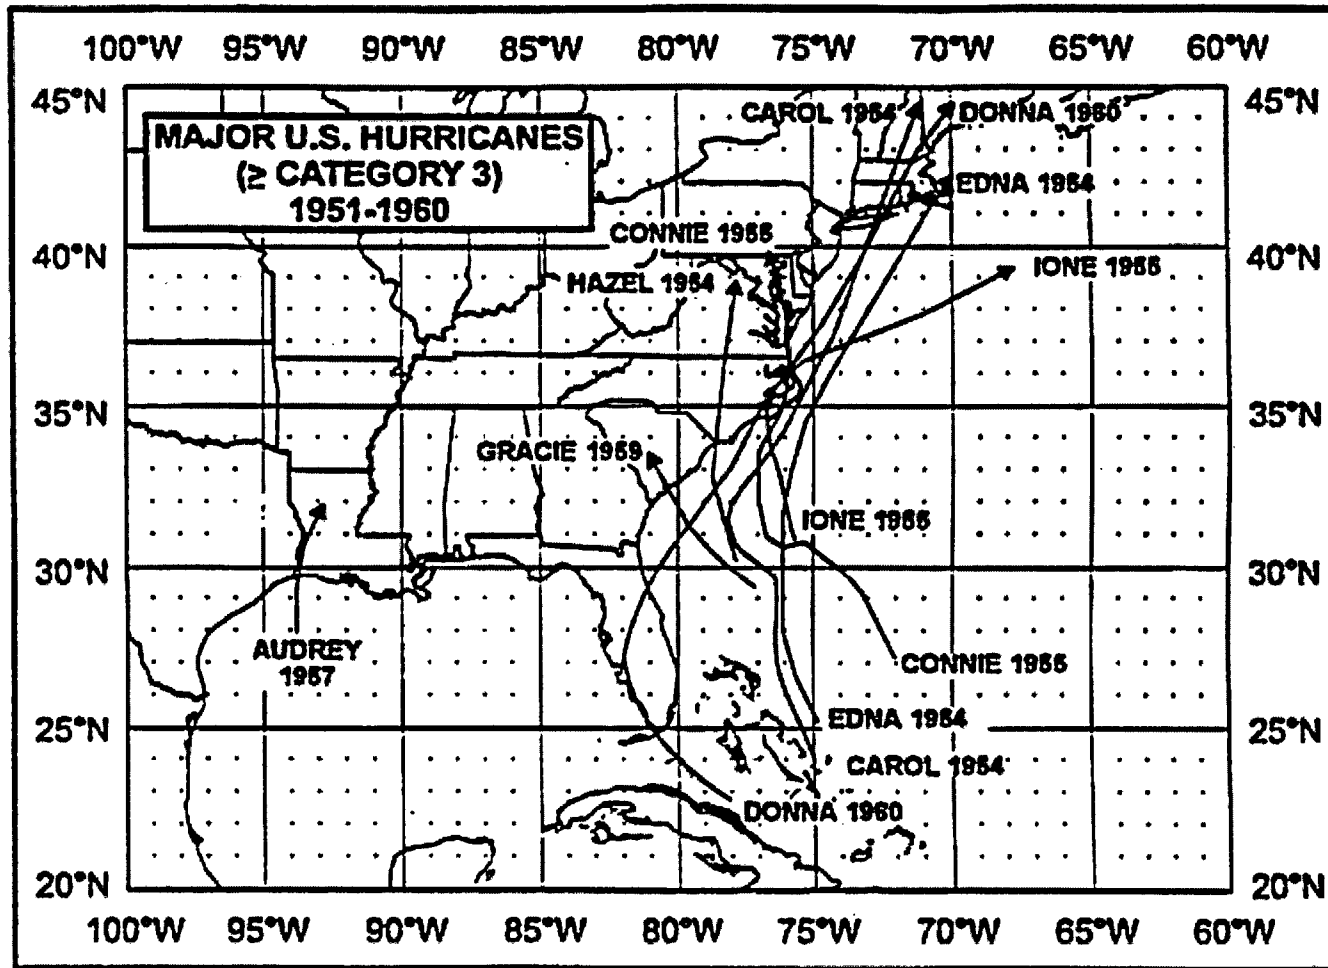 100°W 95°W 90°W 85°W 80°W 75°W 70°W 65°W 60°W
45°N 45°N
CAROL 1954 DONNA 1960
MAJOR U.S. HURRICANES
(≥ CATEGORY 3)
1951-1960
EDNA 1954
CONNIE 1955
40°N 40°N
IONE 1955
HAZEL 1954
35°N 35°N
GRACIE 1959
IONE 1955
30°N 30°N
AUDREY
1957
CONNIE 1955
EDNA 1954
25°N 25°N
CAROL 1954
DONNA 1960
20°N 20°N
100°W 95°W 90°W 85°W 80°W 75°W 70°W 65°W 60°W